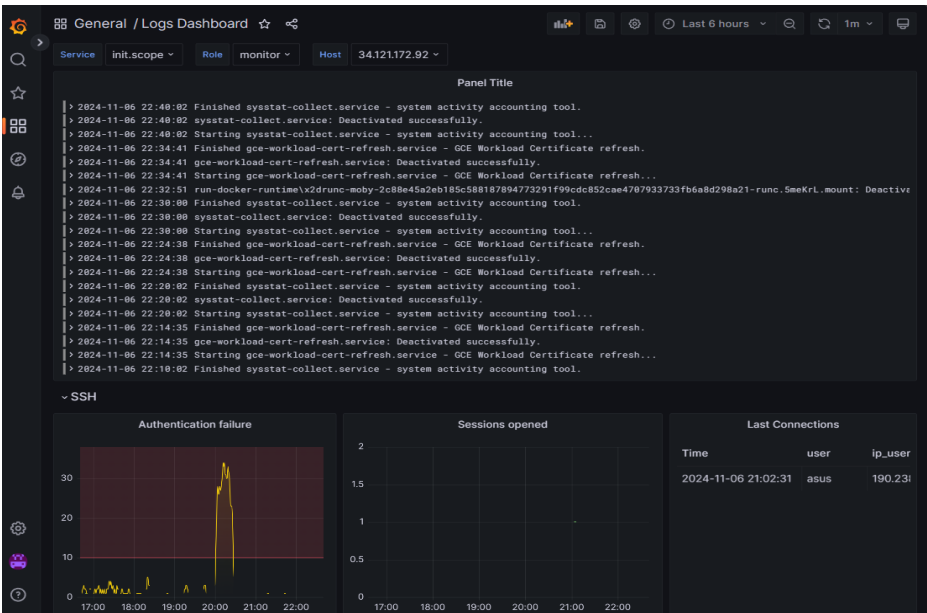 General / Logs Dashboard
Last 6 hours
1m
Service init.scope Role monitor Host 34.121.172.92
Panel Title
> 2024-11-06 22:40:02 Finished sysstat-collect.service - system activity accounting tool.
> 2024-11-06 22:40:02 sysstat-collect.service: Deactivated successfully.
> 2024-11-06 22:40:02 Starting sysstat-collect.service - system activity accounting tool...
> 2024-11-06 22:34:41 Finished gce-workload-cert-refresh.service - GCE Workload Certificate refresh.
> 2024-11-06 22:34:41 gce-workload-cert-refresh.service: Deactivated successfully.
> 2024-11-06 22:34:41 Starting gce-workload-cert-refresh.service - GCE Workload Certificate refresh...
> 2024-11-06 22:32:51 run-docker-runtime\x2drunc-moby-2c88e45a2eb185c588187894773291f99cdc852cae4707933733fb6a8d298a21-runc.5meKrL.mount: Deactiva
> 2024-11-06 22:30:00 Finished sysstat-collect.service - system activity accounting tool.
> 2024-11-06 22:30:00 sysstat-collect.service: Deactivated successfully.
> 2024-11-06 22:30:00 Starting sysstat-collect.service - system activity accounting tool...
> 2024-11-06 22:24:38 Finished gce-workload-cert-refresh.service - GCE Workload Certificate refresh.
> 2024-11-06 22:24:38 gce-workload-cert-refresh.service: Deactivated successfully.
> 2024-11-06 22:24:38 Starting gce-workload-cert-refresh.service - GCE Workload Certificate refresh...
> 2024-11-06 22:20:02 Finished sysstat-collect.service - system activity accounting tool.
> 2024-11-06 22:20:02 sysstat-collect.service: Deactivated successfully.
> 2024-11-06 22:20:02 Starting sysstat-collect.service - system activity accounting tool...
> 2024-11-06 22:14:35 Finished gce-workload-cert-refresh.service - GCE Workload Certificate refresh.
> 2024-11-06 22:14:35 gce-workload-cert-refresh.service: Deactivated successfully.
> 2024-11-06 22:14:35 Starting gce-workload-cert-refresh.service - GCE Workload Certificate refresh...
> 2024-11-06 22:10:02 Finished sysstat-collect.service - system activity accounting tool.
SSH
Authentication failure
30
20
10
0
17:00 18:00 19:00 20:00 21:00 22:00
Sessions opened
2
1.5
1
0.5
0
17:00 18:00 19:00 20:00 21:00 22:00
Last Connections
Time user ip_user
2024-11-06 21:02:31 asus 190.23